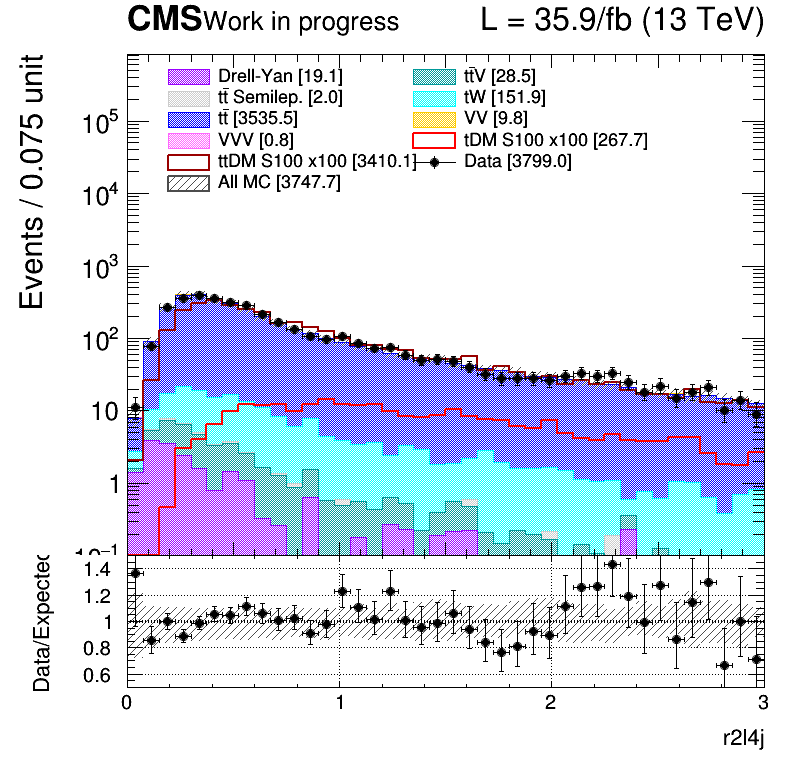 CMS Work in progress L = 35.9/fb (13 TeV)
Events / 0.075 unit
Drell-Yan [19.1] tt̄V [28.5]
tt̄ Semilep. [2.0] tW [151.9]
tt̄ [3535.5] VV [9.8]
VVV [0.8] tDM S100 x100 [267.7]
ttDM S100 x100 [3410.1] Data [3799.0]
All MC [3747.7]
10⁵
10⁴
10³
10²
10
1
10⁻¹
Data/Expected
1.4
1.2
1
0.8
0.6
0 1 2 3
r2l4j